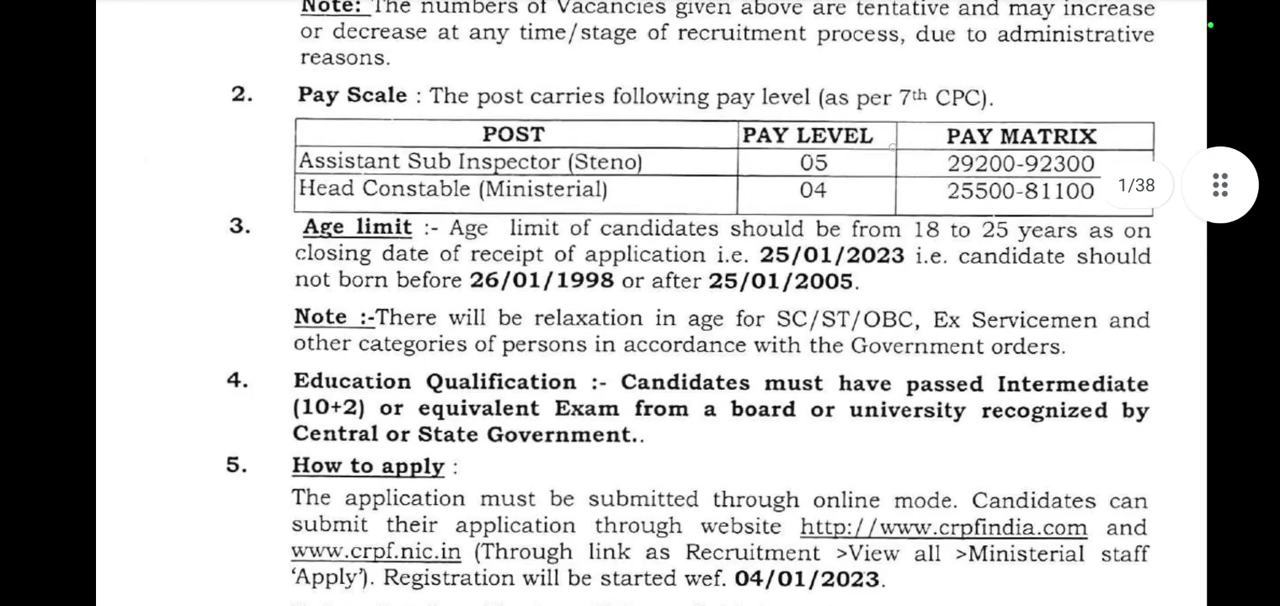 Note: The numbers of Vacancies given above are tentative and may increase
or decrease at any time/stage of recruitment process, due to administrative
reasons.
2. Pay Scale : The post carries following pay level (as per 7th CPC).
POST PAY LEVEL PAY MATRIX
Assistant Sub Inspector (Steno) 05 29200-92300
Head Constable (Ministerial) 04 25500-81100
1/38
3. Age limit :- Age limit of candidates should be from 18 to 25 years as on
closing date of receipt of application i.e. 25/01/2023 i.e. candidate should
not born before 26/01/1998 or after 25/01/2005.
Note :-There will be relaxation in age for SC/ST/OBC, Ex Servicemen and
other categories of persons in accordance with the Government orders.
4. Education Qualification :- Candidates must have passed Intermediate
(10+2) or equivalent Exam from a board or university recognized by
Central or State Government..
5. How to apply :
The application must be submitted through online mode. Candidates can
submit their application through website http://www.crpfindia.com and
www.crpf.nic.in (Through link as Recruitment >View all >Ministerial staff
‘Apply’). Registration will be started wef. 04/01/2023.